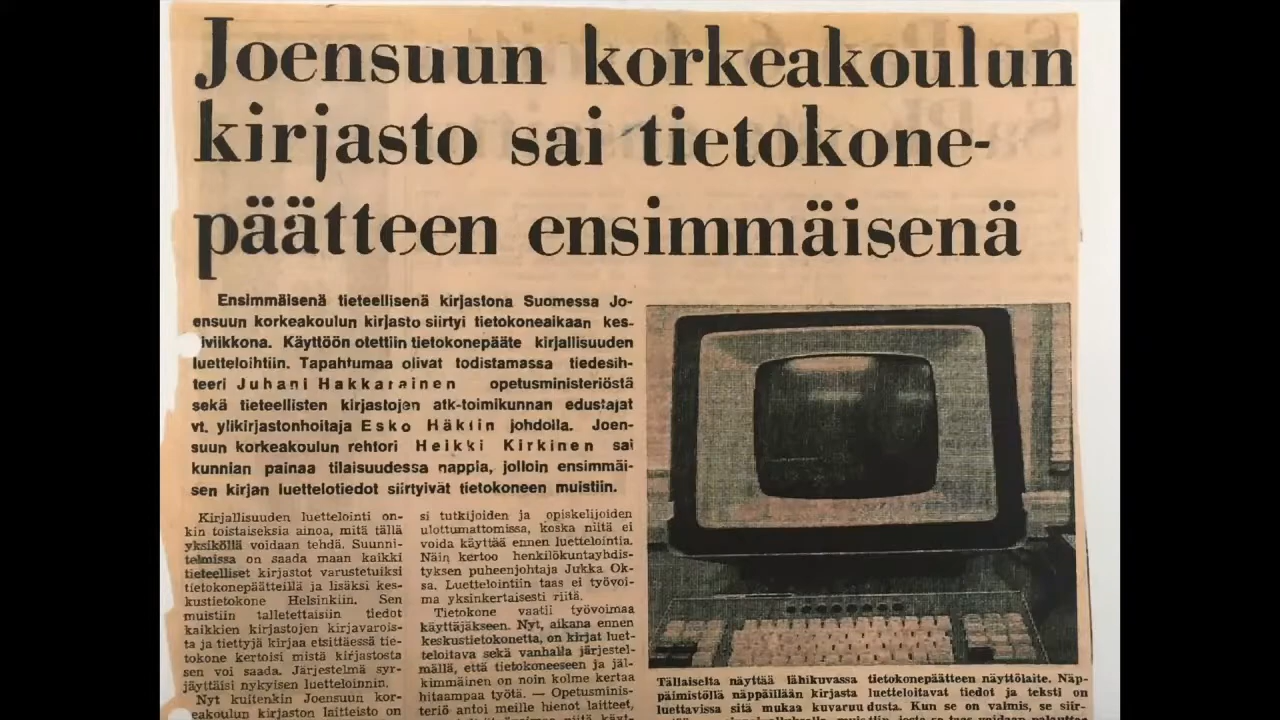 Joensuun korkeakoulun
kirjasto sai tietokone-
päätteen ensimmäisenä
Ensimmäisenä tieteellisenä kirjastona Suomessa Jo-
ensuun korkeakoulun kirjasto siirtyi tietokoneaikaan kes-
iviikkona. Käyttöön otettiin tietokonepääte kirjallisuuden
luetteloihtiin. Tapahtumaa olivat todistamassa tiedesih-
teeri Juhani Hakkarainen opetusministeriöstä
sekä tieteellisten kirjastojen atk-toimikunnan edustajat
vt. ylikirjastonhoitaja Esko Häklin johdolla. Joen-
suun korkeakoulun rehtori Heikki Kirkinen sai
kunnian painaa tilaisuudessa nappia, jolloin ensimmäi-
sen kirjan luettelotiedot siirtyivät tietokoneen muistiin.
Kirjallisuuden luettelointi on-
kin toistaiseksia ainoa, mitä tällä
yksiköllä voidaan tehdä. Suunni-
telmissa on saada maan kaikki
tieteelliset kirjastot varustetuiksi
tietokonepäätteillä ja lisäksi kes-
kustietokone Helsinkiin. Sen
muistiin talletettaisiin tiedot
kaikkien kirjastojen kirjavarois-
ta ja tiettyjä kirjaa etsittäessä tie-
tokone kertoisi mistä kirjastosta
sen voi saada. Järjestelmä syr-
jäyttäisi nykyisen luetteloinnin.
Nyt kuitenkin Joensuun kor-
keakoulun kirjaston laitteisto on
si tutkijoiden ja opiskelijoiden
ulottumattomissa, koska niitä ei
voida käyttää ennen luettelointia.
Näin kertoo henkilökuntayhdis-
tyksen puheenjohtaja Jukka Ok-
sa. Luettelointiin taas ei työvoi-
ma yksinkertaisesti riitä.
Tietokone vaatii työvoimaa
käyttäjäkseen. Nyt, aikana ennen
keskustietokonetta, on kirjat luet-
teloitava sekä vanhalla järjestel-
mällä, että tietokoneeseen ja jäl-
kimmäinen on noin kolme kertaa
hitaampaa työtä. — Opetusminis-
teriö antoi meille hienot laitteet,
Tällaiselta näyttää lähikuvassa tietokonepäätteen näyttölaite. Näp-
päimistöllä näppäillään kirjasta luetteloitavat tiedot ja teksti on
luettavissa sitä mukaa kuvaruudusta. Kun se on valmis, se siir-